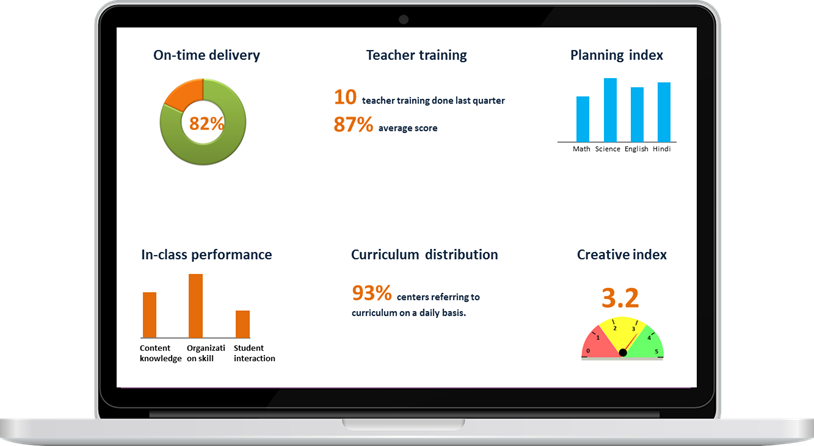 On-time delivery
82%
Teacher training
10 teacher training done last quarter
87% average score
Planning index
Math Science English Hindi
In-class performance
Content Organizati Student
knowledge on skill interaction
Curriculum distribution
93% centers referring to
curriculum on a daily basis.
Creative index
3.2
0 1 2 3 4 5